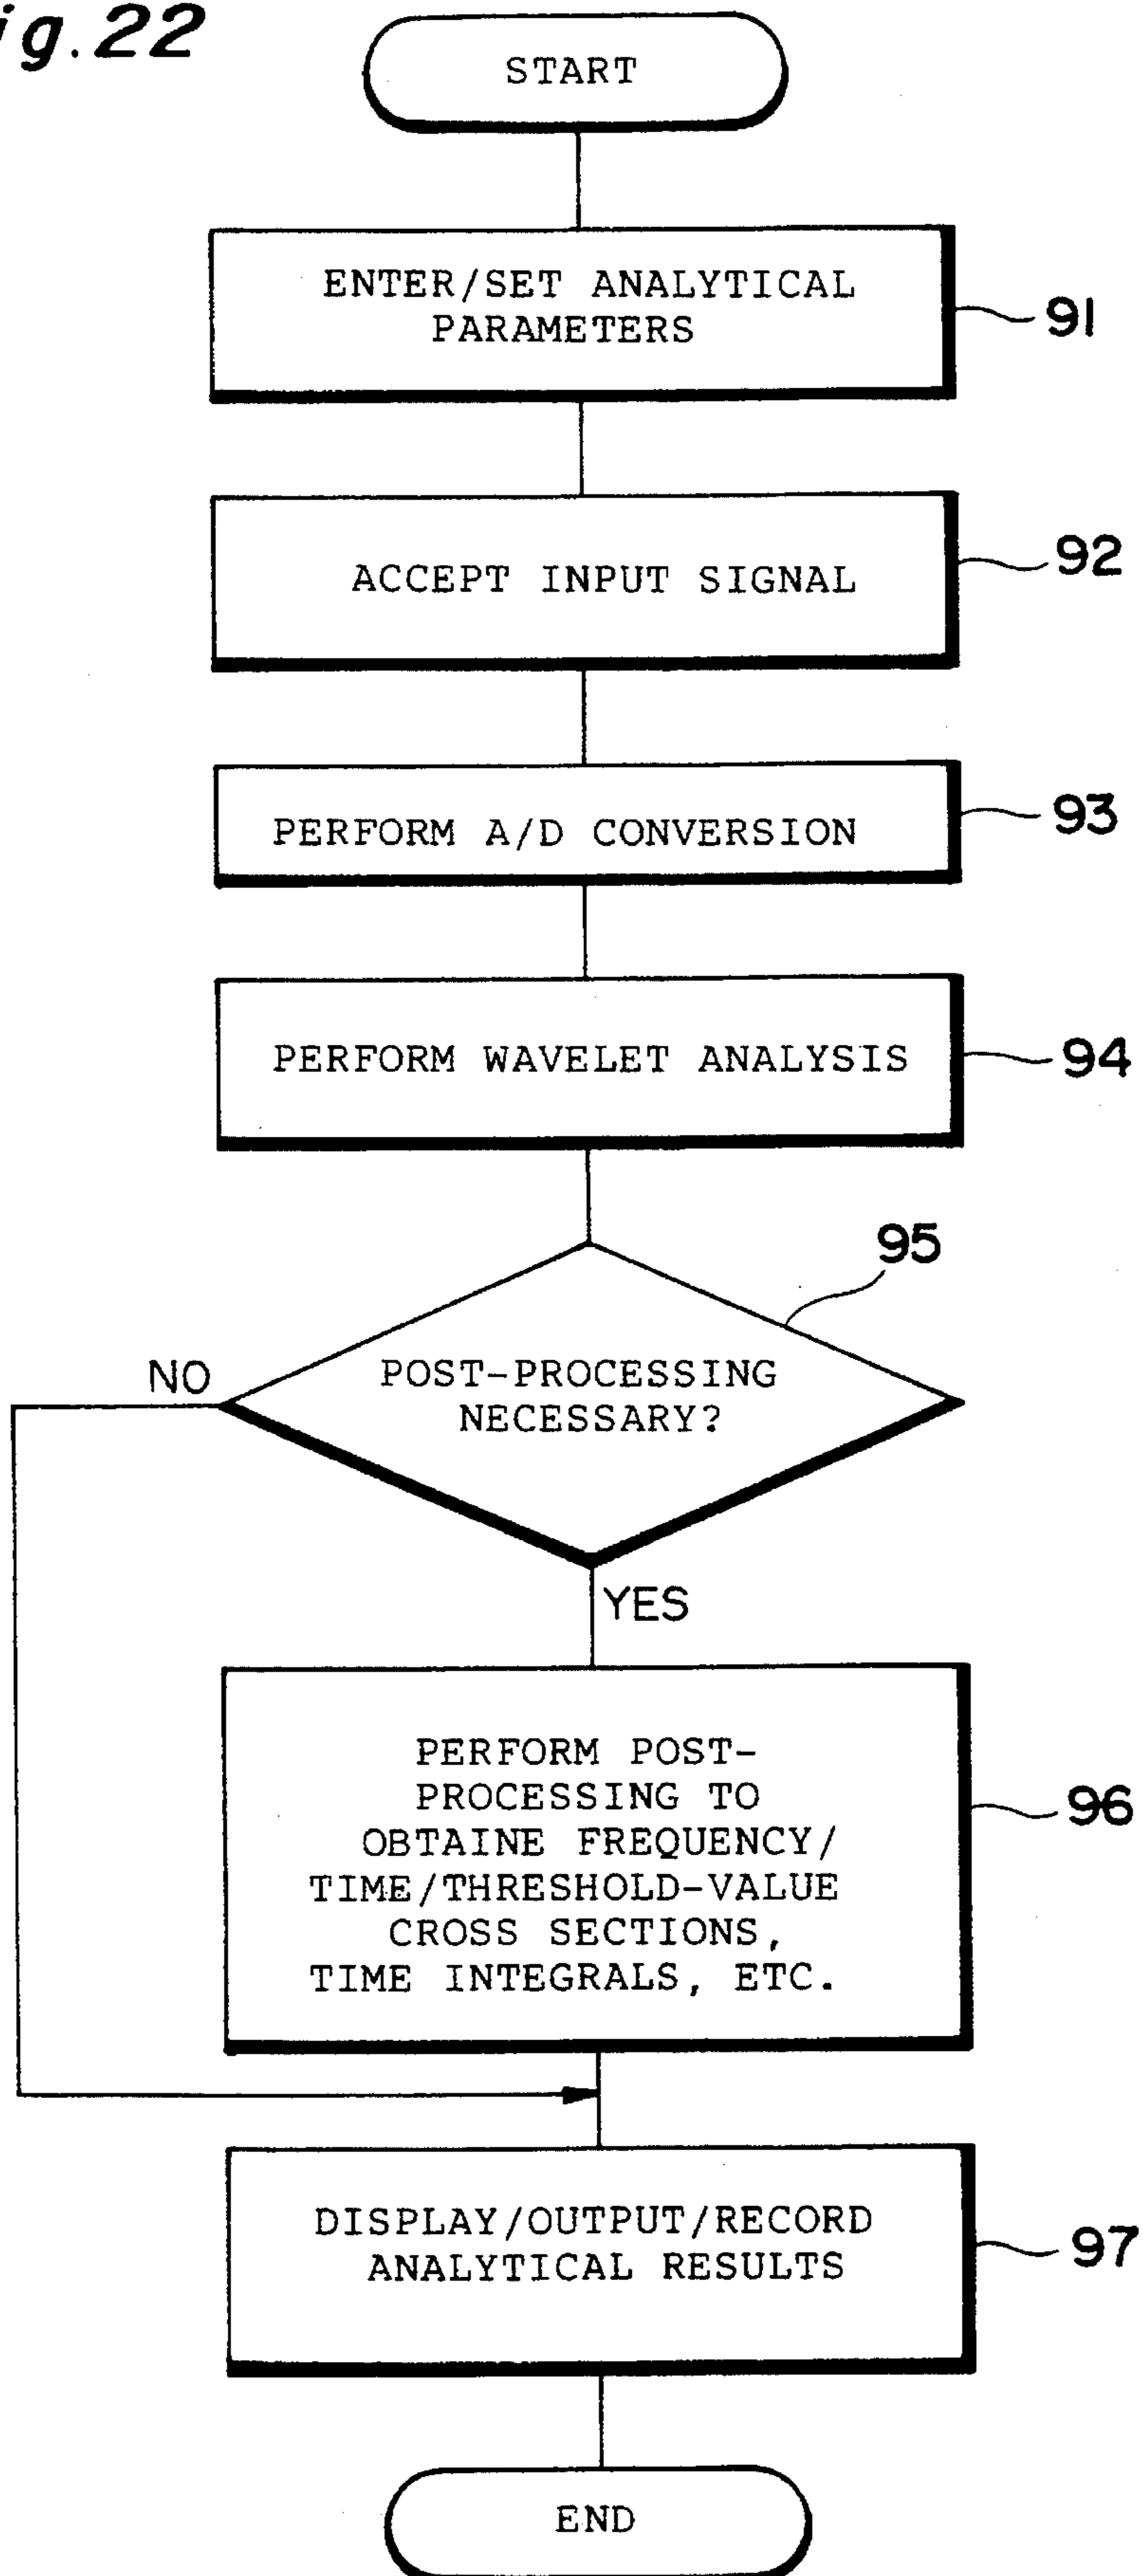 ig. 22
START
ENTER/SET ANALYTICAL
PARAMETERS
91
ACCEPT INPUT SIGNAL
92
PERFORM A/D CONVERSION
93
PERFORM WAVELET ANALYSIS
94
95
NO
POST-PROCESSING
NECESSARY?
YES
PERFORM POST-
PROCESSING TO
OBTAINE FREQUENCY/
TIME/THRESHOLD-VALUE
CROSS SECTIONS,
TIME INTEGRALS, ETC.
96
DISPLAY/OUTPUT/RECORD
ANALYTICAL RESULTS
97
END